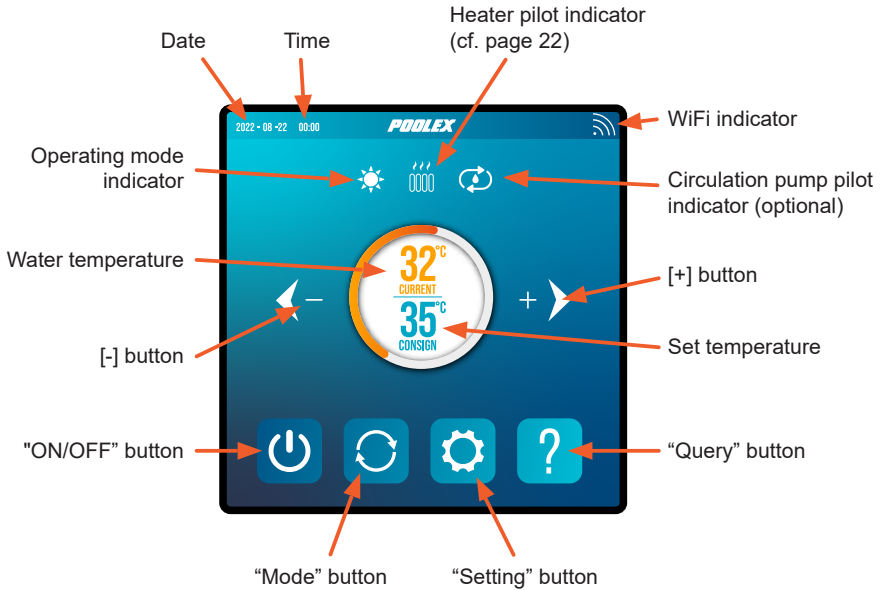 Heater pilot indicator
(cf. page 22)
Date
Time
2022 - 08 -22
00:00
POOLEX
WiFi indicator
Operating mode
indicator
Circulation pump pilot
indicator (optional)
Water temperature
32°C
CURRENT
35°C
CONSIGN
−
+
[+] button
[-] button
Set temperature
"ON/OFF” button
?
“Query” button
“Mode” button
“Setting” button